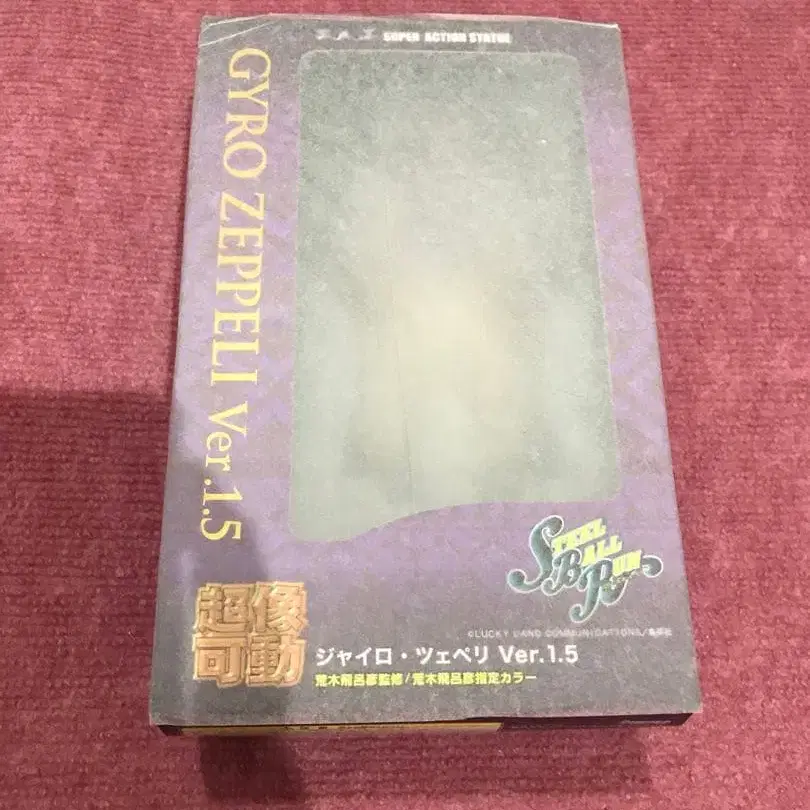 S.A.S SUPER ACTION STATUE
GYRO ZEPPELI Ver.1.5
STEEL
BALL
RUN
©LUCKY LAND COMMUNICATIONS/集英社
超像
可動
ジャイロ・ツェペリ Ver.1.5
荒木飛呂彦監修/荒木飛呂彦指定カラー